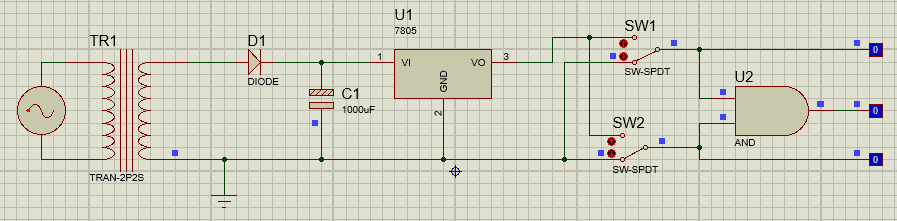 TR1
TRAN-2P2S
D1
DIODE
C1
1000uF
U1
7805
1
VI
VO
3
GND
2
SW1
SW-SPDT
SW2
SW-SPDT
U2
AND
0
0
0